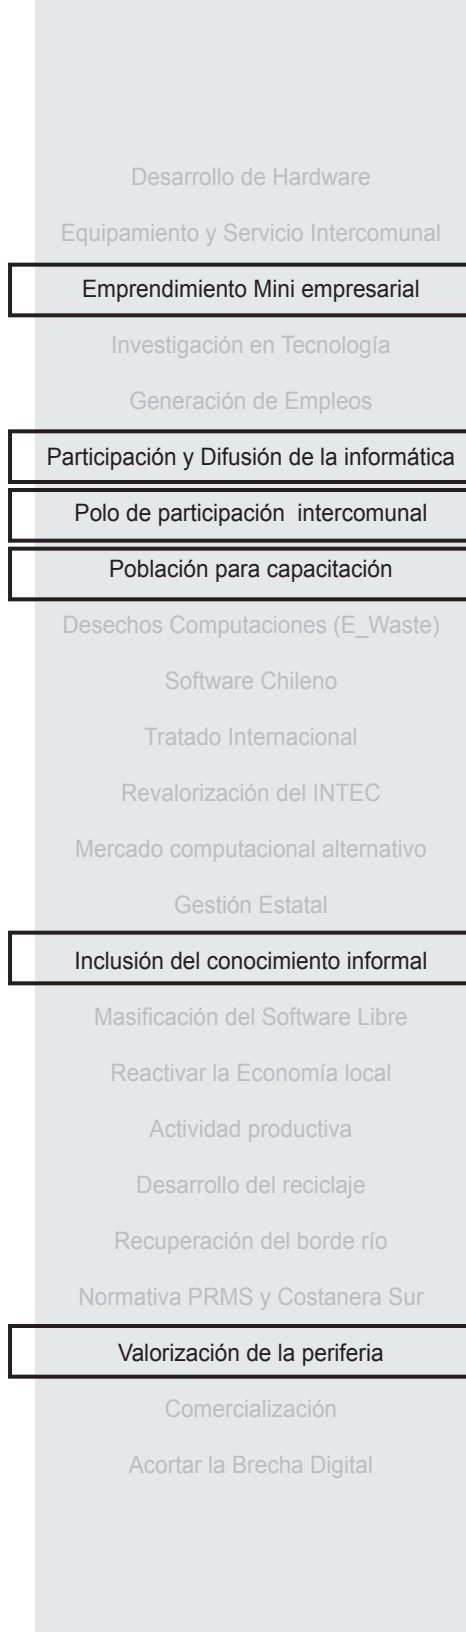 Desarrollo de Hardware
Equipamiento y Servicio Intercomunal
Emprendimiento Mini empresarial
Investigación en Tecnología
Generación de Empleos
Participación y Difusión de la informática
Polo de participación intercomunal
Población para capacitación
Desechos Computaciones (E_Waste)
Software Chileno
Tratado Internacional
Revalorización del INTEC
Mercado computacional alternativo
Gestión Estatal
Inclusión del conocimiento informal
Masificación del Software Libre
Reactivar la Economía local
Actividad productiva
Desarrollo del reciclaje
Recuperación del borde río
Normativa PRMS y Costanera Sur
Valorización de la periferia
Comercialización
Acortar la Brecha Digital